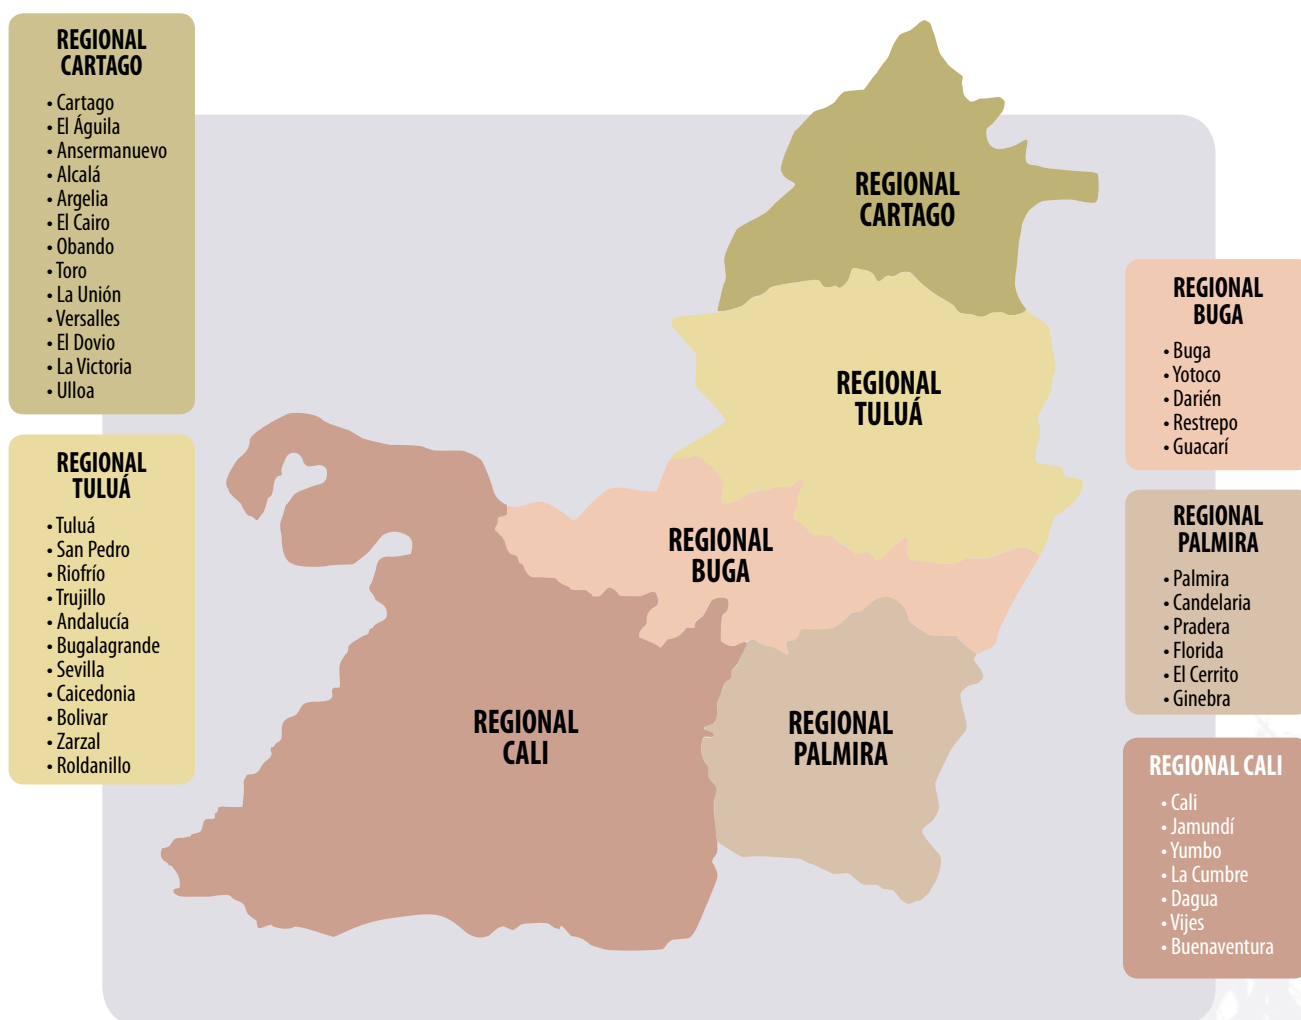 REGIONAL
CARTAGO
• Cartago
• El Águila
• Ansermanuevo
• Alcalá
• Argelia
• El Cairo
• Obando
• Toro
• La Unión
• Versalles
• El Dovio
• La Victoria
• Ulloa
REGIONAL
TULUÁ
• Tuluá
• San Pedro
• Riofrío
• Trujillo
• Andalucía
• Bugalagrande
• Sevilla
• Caicedonia
• Bolivar
• Zarzal
• Roldanillo
REGIONAL
CARTAGO
REGIONAL
TULUÁ
REGIONAL
BUGA
REGIONAL
CALI
REGIONAL
PALMIRA
REGIONAL
BUGA
• Buga
• Yotoco
• Darién
• Restrepo
• Guacarí
REGIONAL
PALMIRA
• Palmira
• Candelaria
• Pradera
• Florida
• El Cerrito
• Ginebra
REGIONAL CALI
• Cali
• Jamundí
• Yumbo
• La Cumbre
• Dagua
• Vijes
• Buenaventura